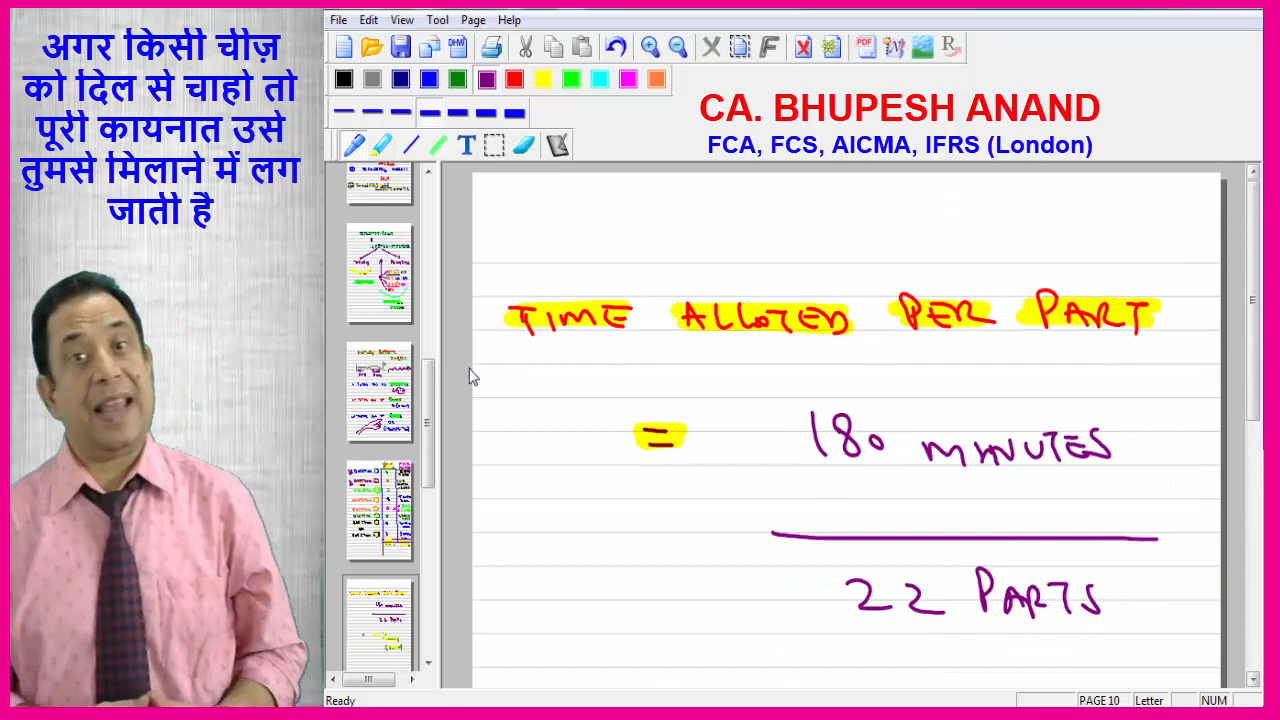 अगर किसी चीज़
को दिल से चाहो तो
पूरी कायनात उसे
तुमसे मिलाने में लग
जाती है
File Edit View Tool Page Help
CA. BHUPESH ANAND
FCA, FCS, AICMA, IFRS (London)
TIME ALLOTED PER PART
= 180 MINUTES
22 PARTS
Ready
PAGE 10 Letter NUM